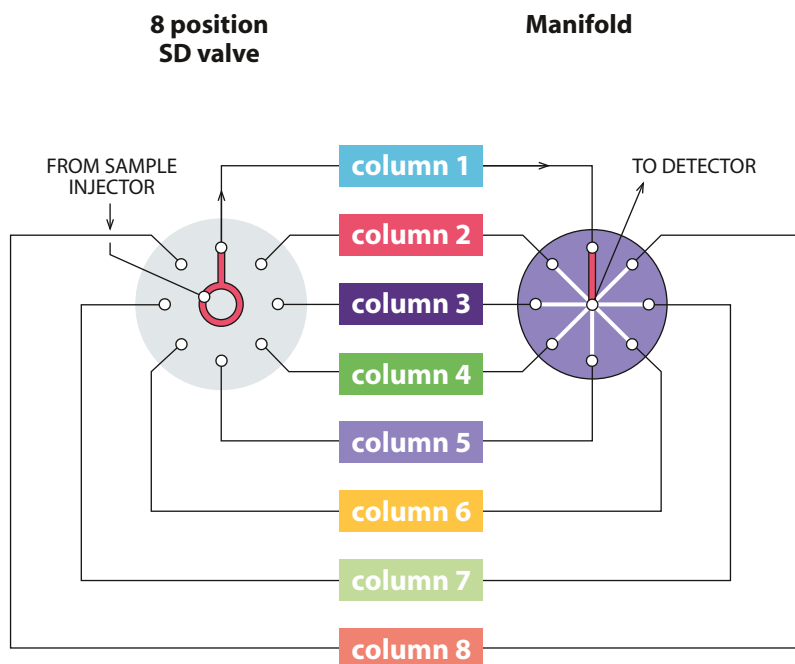 8 position
SD valve
Manifold
FROM SAMPLE
INJECTOR
TO DETECTOR
column 1
column 2
column 3
column 4
column 5
column 6
column 7
column 8